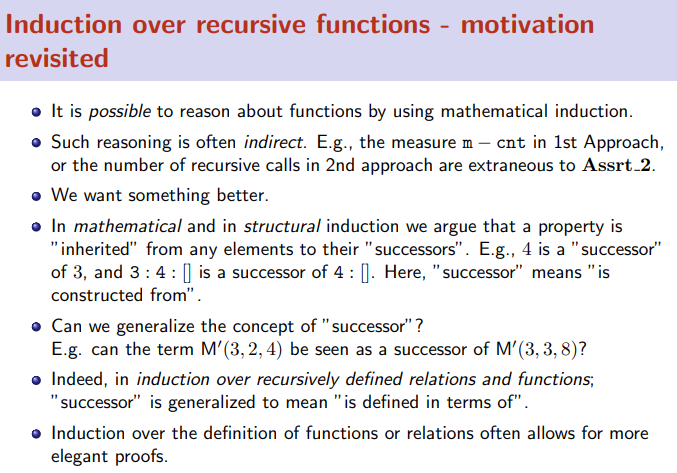 Induction over recursive functions - motivation
revisited
It is possible to reason about functions by using mathematical induction.
Such reasoning is often indirect. E.g., the measure m − cnt in 1st Approach,
or the number of recursive calls in 2nd approach are extraneous to Assrt_2.
We want something better.
In mathematical and in structural induction we argue that a property is
"inherited" from any elements to their "successors". E.g., 4 is a "successor"
of 3, and 3 : 4 : [] is a successor of 4 : []. Here, "successor" means "is
constructed from".
Can we generalize the concept of "successor"?
E.g. can the term M′(3, 2, 4) be seen as a successor of M′(3, 3, 8)?
Indeed, in induction over recursively defined relations and functions;
"successor" is generalized to mean "is defined in terms of".
Induction over the definition of functions or relations often allows for more
elegant proofs.